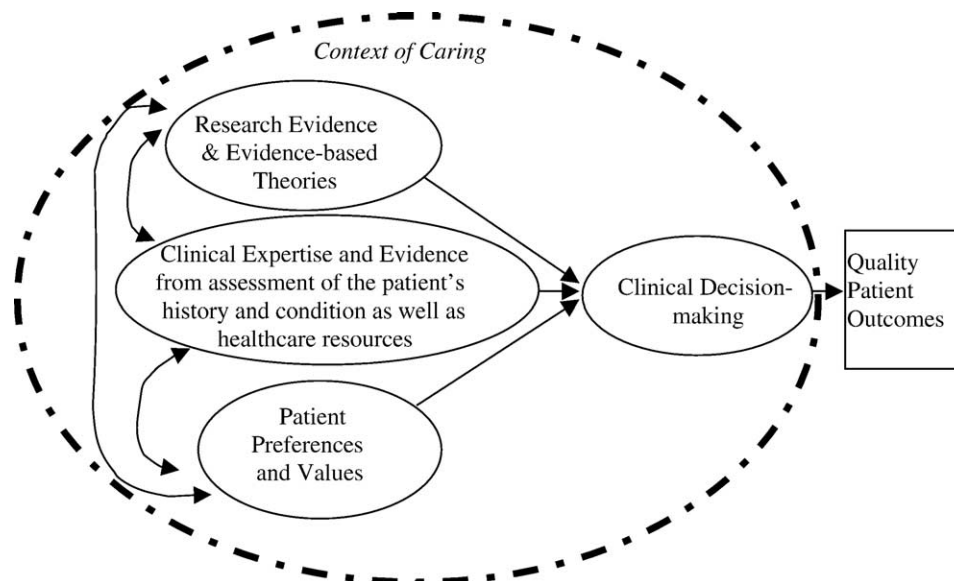 Context of Caring
Research Evidence
& Evidence-based
Theories
Clinical Expertise and Evidence
from assessment of the patient's
history and condition as well as
healthcare resources
Patient
Preferences
and Values
Clinical Decision-
making
Quality
Patient
Outcomes